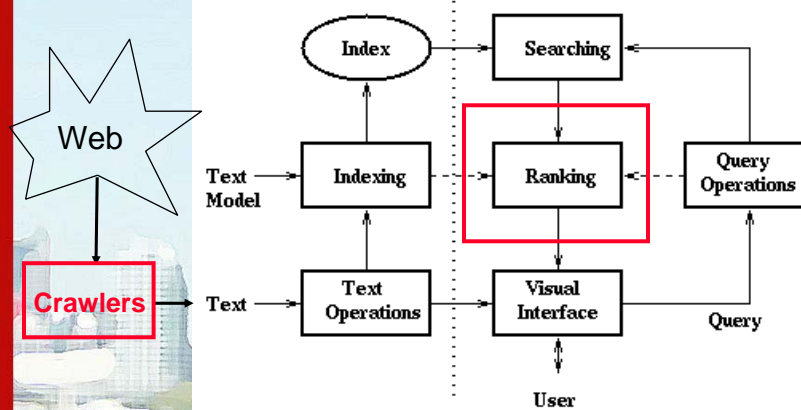 Index
Searching
Web
Text
Model
Indexing
Ranking
Query
Operations
Crawlers
Text
Text
Operations
Visual
Interface
Query
User